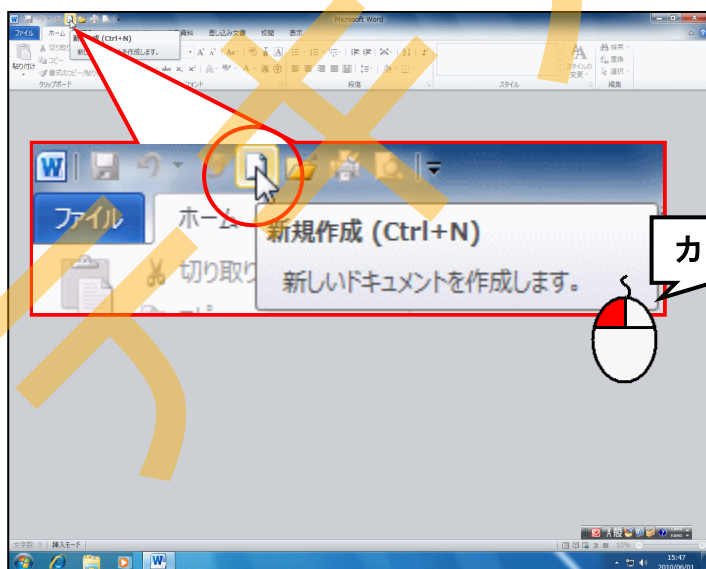 Microsoft Word
ファイル ホーム 資料 差し込み文書 校閲 表示
新規作成 (Ctrl+N)
新しいドキュメントを作成します。
切り取り
コピー
書式のコピー/貼り
貼り付け
クリップボード
フォント
段落
スタイル
スタイルの
変更
検索
置換
選択
編集
ファイル
ホーム
新規作成 (Ctrl+N)
切り取り
新しいドキュメントを作成します。
カ
文字数: 0 挿入モード
10%
15:47
2010/06/01